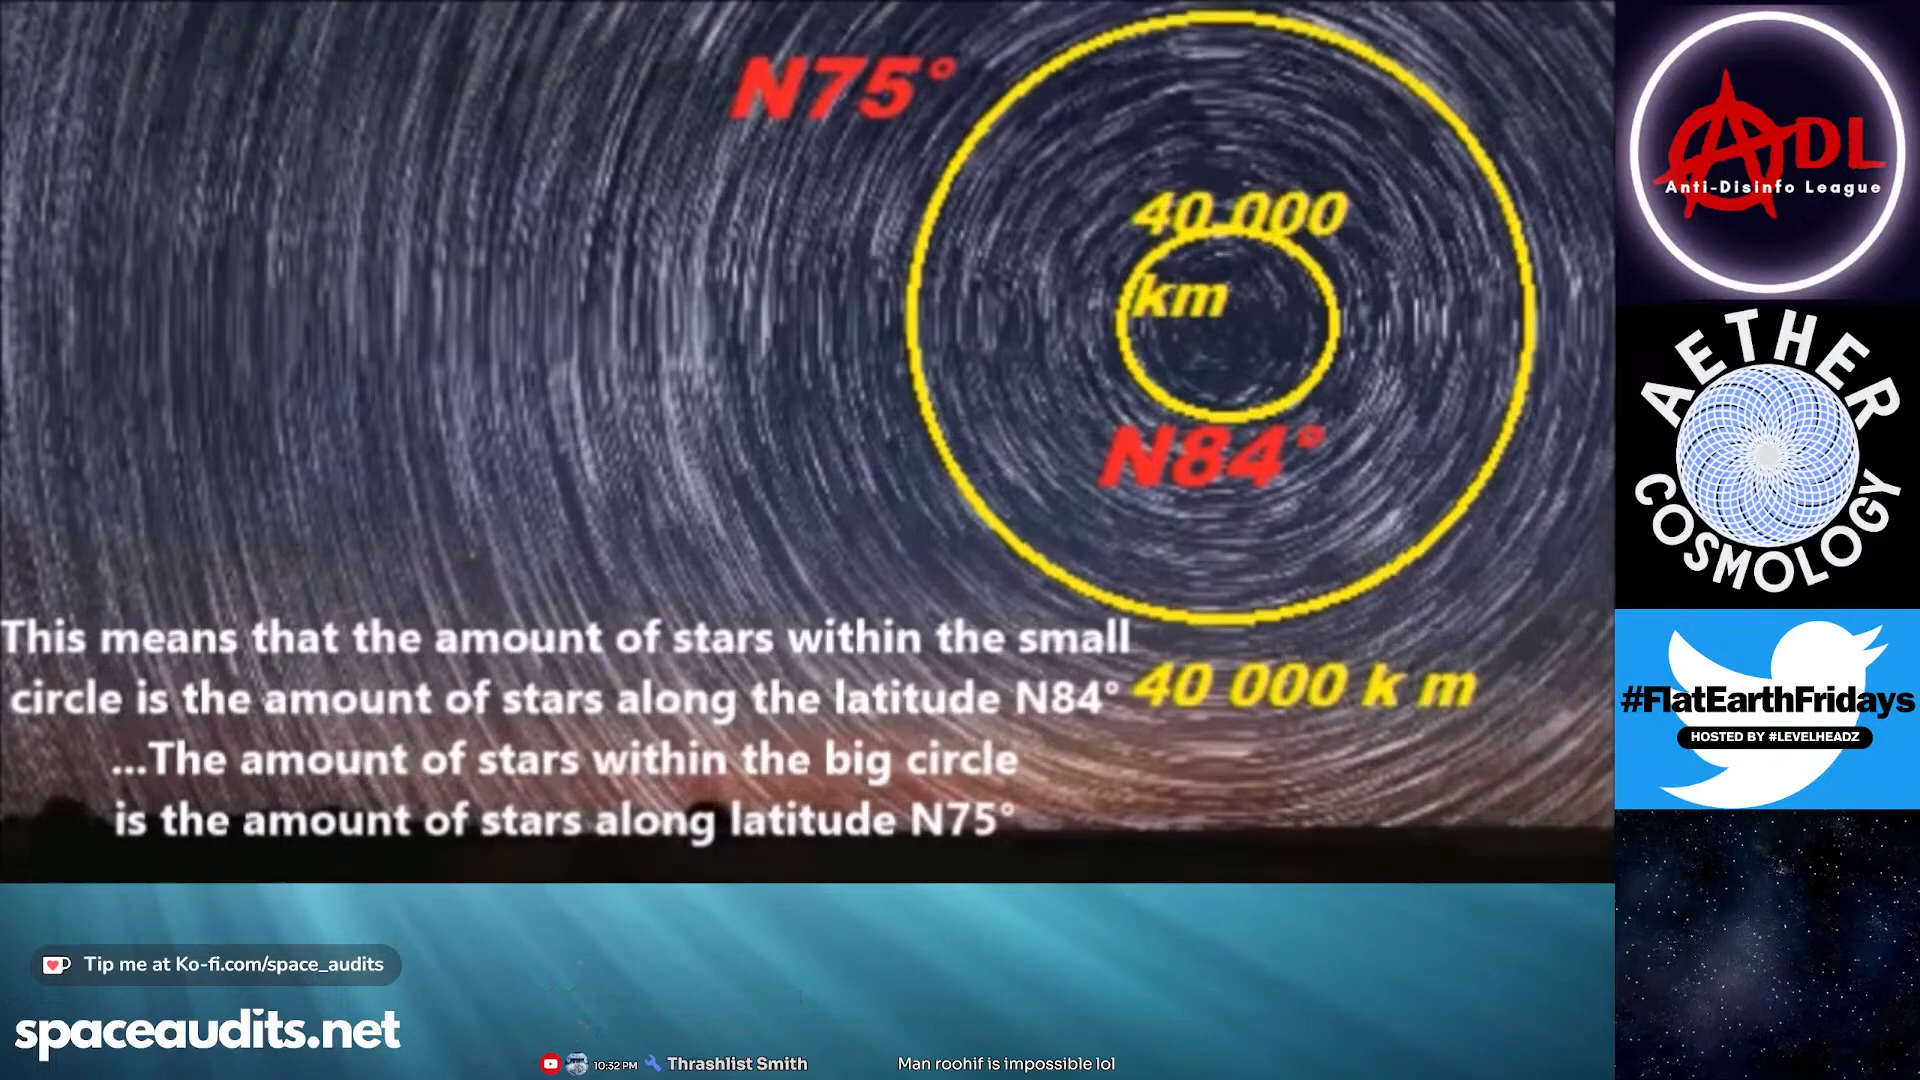 N75°
40 000
km
N84°
This means that the amount of stars within the small
circle is the amount of stars along the latitude N84°
40 000 k m
...The amount of stars within the big circle
is the amount of stars along latitude N75°
ADL
Anti-Disinfo League
AETHER
COSMOLOGY
#FlatEarthFridays
HOSTED BY #LEVELHEADZ
Tip me at Ko-fi.com/space_audits
spaceaudits.net
10:32 PM Thrashlist Smith Man roohif is impossible lol